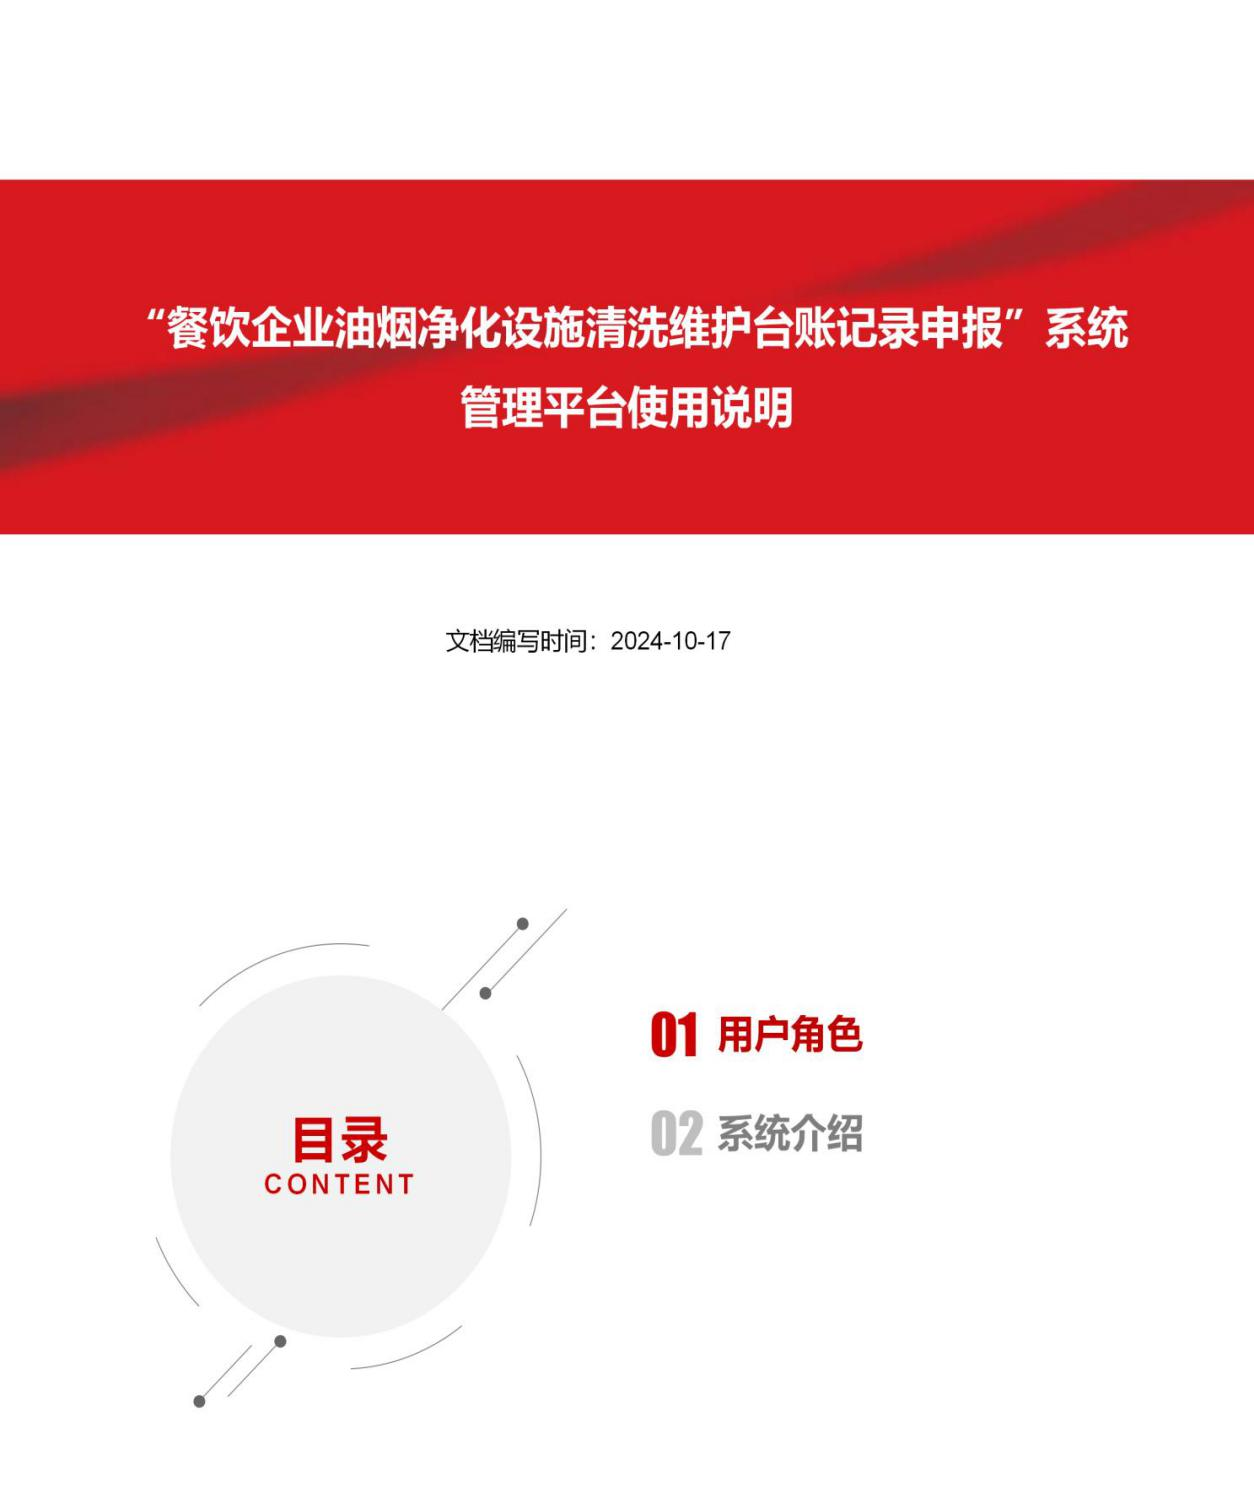 “餐饮企业油烟净化设施清洗维护台账记录申报”系统
管理平台使用说明
文档编写时间：2024-10-17
目录
CONTENT
01 用户角色
02 系统介绍